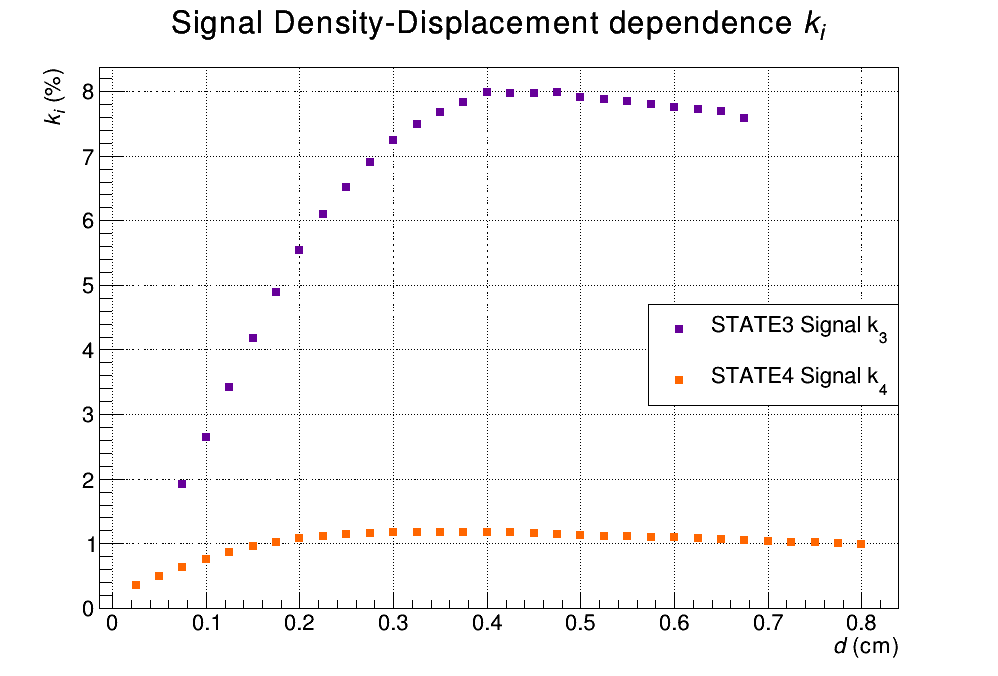 Signal Density-Displacement dependence k_i
k_i (%)
8
7
6
5
4
3
2
1
0
STATE3 Signal k_3
STATE4 Signal k_4
0 0.1 0.2 0.3 0.4 0.5 0.6 0.7 0.8
d (cm)